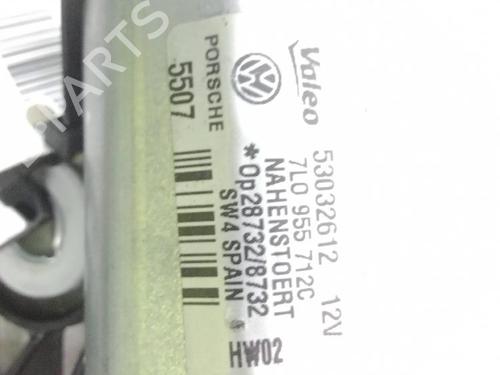 Valeo
53032612 12V
7L0 955 712C
NAHENSTOERT
*Op28732/8732
SW4 SPAIN
HW02
PORSCHE
5507
PARTS